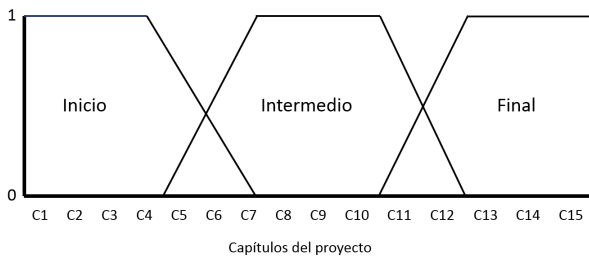 1
Inicio Intermedio Final
0
C1 C2 C3 C4 C5 C6 C7 C8 C9 C10 C11 C12 C13 C14 C15
Capítulos del proyecto